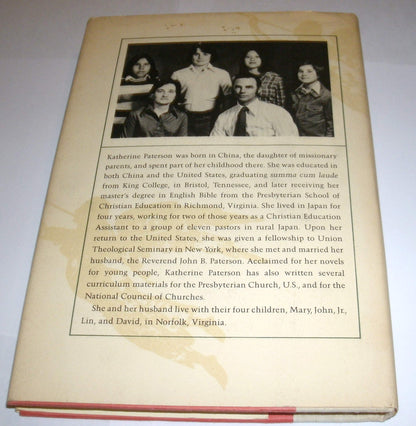 Katherine Paterson was born in China, the daughter of missionary
parents, and spent part of her childhood there. She was educated in
both China and the United States, graduating summa cum laude
from King College, in Bristol, Tennessee, and later receiving her
master's degree in English Bible from the Presbyterian School of
Christian Education in Richmond, Virginia. She lived in Japan for
four years, working for two of those years as a Christian Education
Assistant to a group of eleven pastors in rural Japan. Upon her
return to the United States, she was given a fellowship to Union
Theological Seminary in New York, where she met and married her
husband, the Reverend John B. Paterson. Acclaimed for her novels
for young people, Katherine Paterson has also written several
curriculum materials for the Presbyterian Church, U.S., and for the
National Council of Churches.
She and her husband live with their four children, Mary, John, Jr.,
Lin, and David, in Norfolk, Virginia.